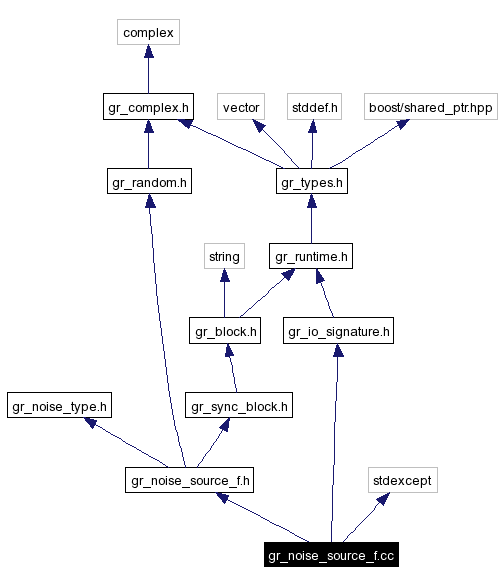 complex
gr_complex.h
vector
stddef.h
boost/shared_ptr.hpp
gr_random.h
gr_types.h
string
gr_runtime.h
gr_block.h
gr_io_signature.h
gr_noise_type.h
gr_sync_block.h
gr_noise_source_f.h
stdexcept
gr_noise_source_f.cc